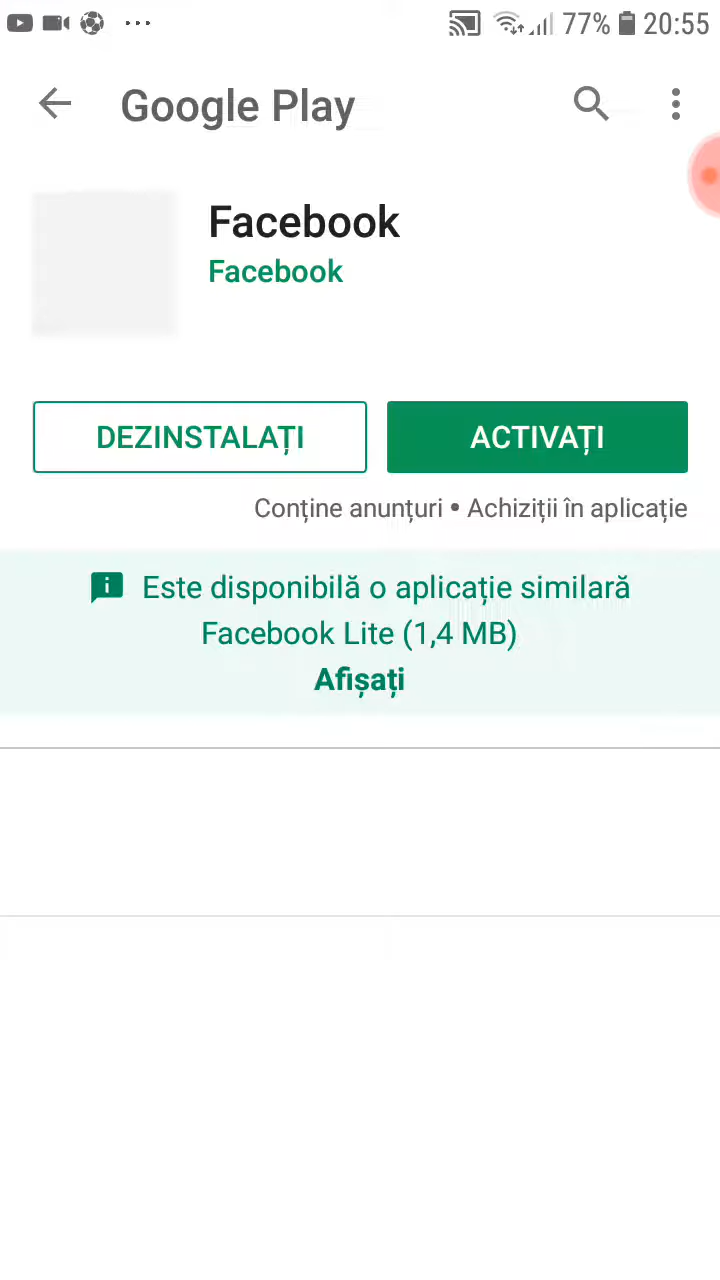 77% 20:55
Google Play
Facebook
Facebook
DEZINSTALAȚI ACTIVAȚI
Conține anunțuri • Achiziții în aplicație
Este disponibilă o aplicație similară
Facebook Lite (1,4 MB)
Afișați